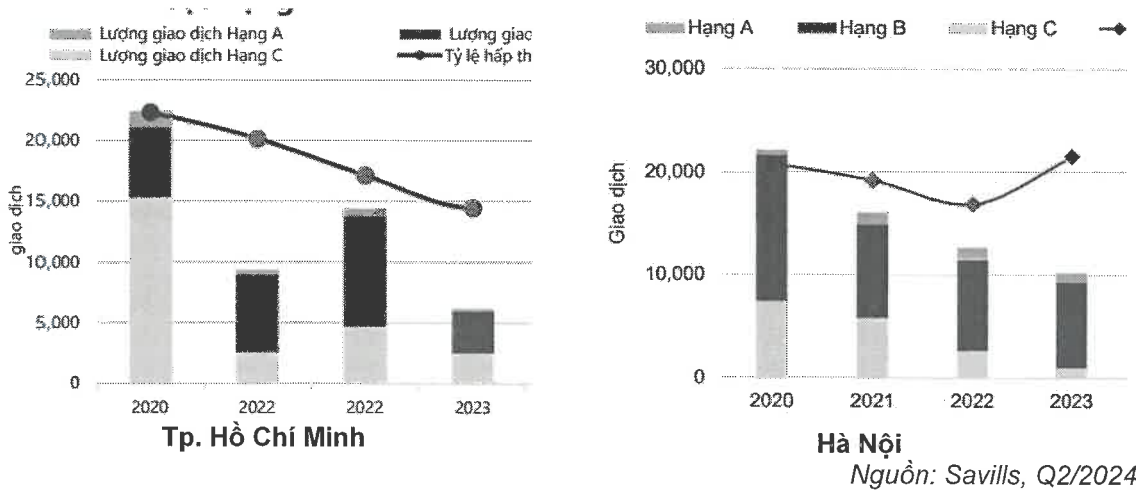 Lượng giao dịch Hạng A
Lượng giao
Lượng giao dịch Hạng C
Tỷ lệ hấp th
25,000
20,000
15,000
10,000
5,000
0
giao dịch
2020
2022
2022
2023
Tp. Hồ Chí Minh
Hạng A
Hạng B
Hạng C
30,000
20,000
10,000
0
Giao dịch
2020
2021
2022
2023
Hà Nội
Nguồn: Savills, Q2/2024